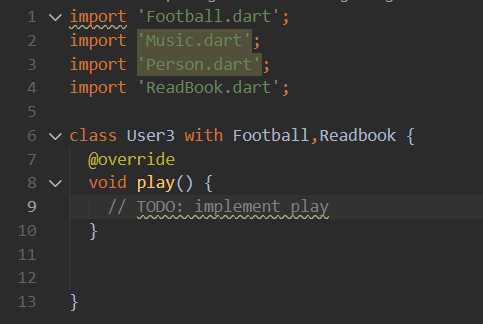 1 import 'Football.dart';
2 import 'Music.dart';
3 import 'Person.dart';
4 import 'ReadBook.dart';
5
6 class User3 with Football,Readbook {
7 @override
8 void play() {
9 // TODO: implement play
10 }
11
12
13 }